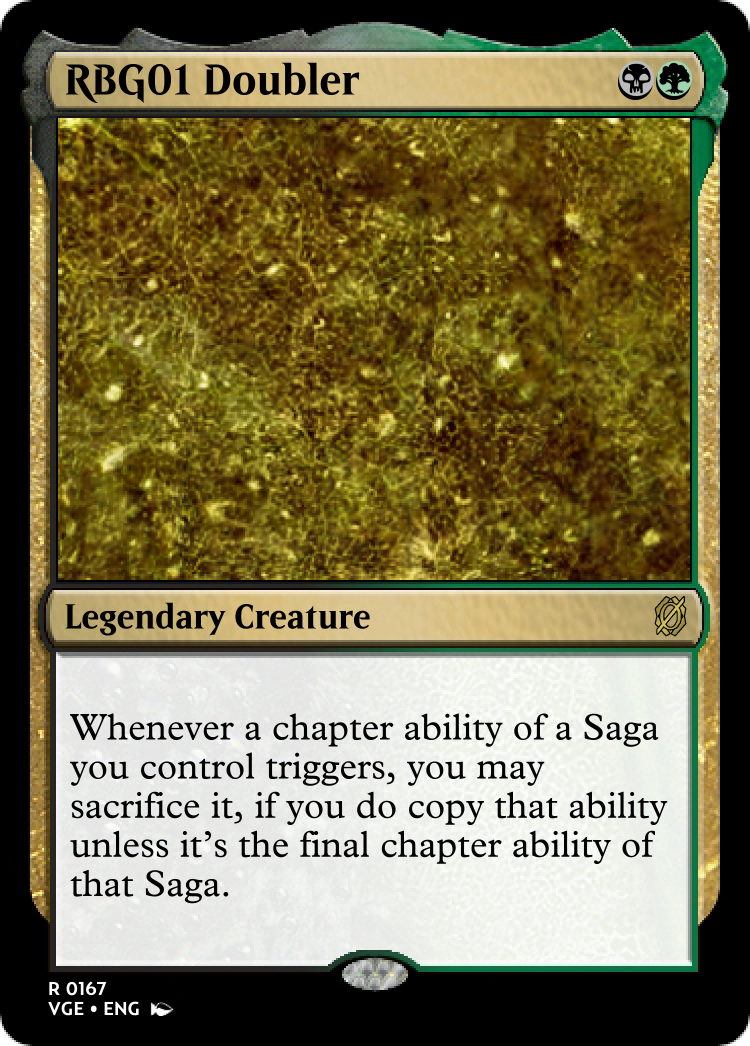 RBG01 Doubler
Legendary Creature
Whenever a chapter ability of a Saga
you control triggers, you may
sacrifice it, if you do copy that ability
unless it’s the final chapter ability of
that Saga.
R 0167
VGE • ENG